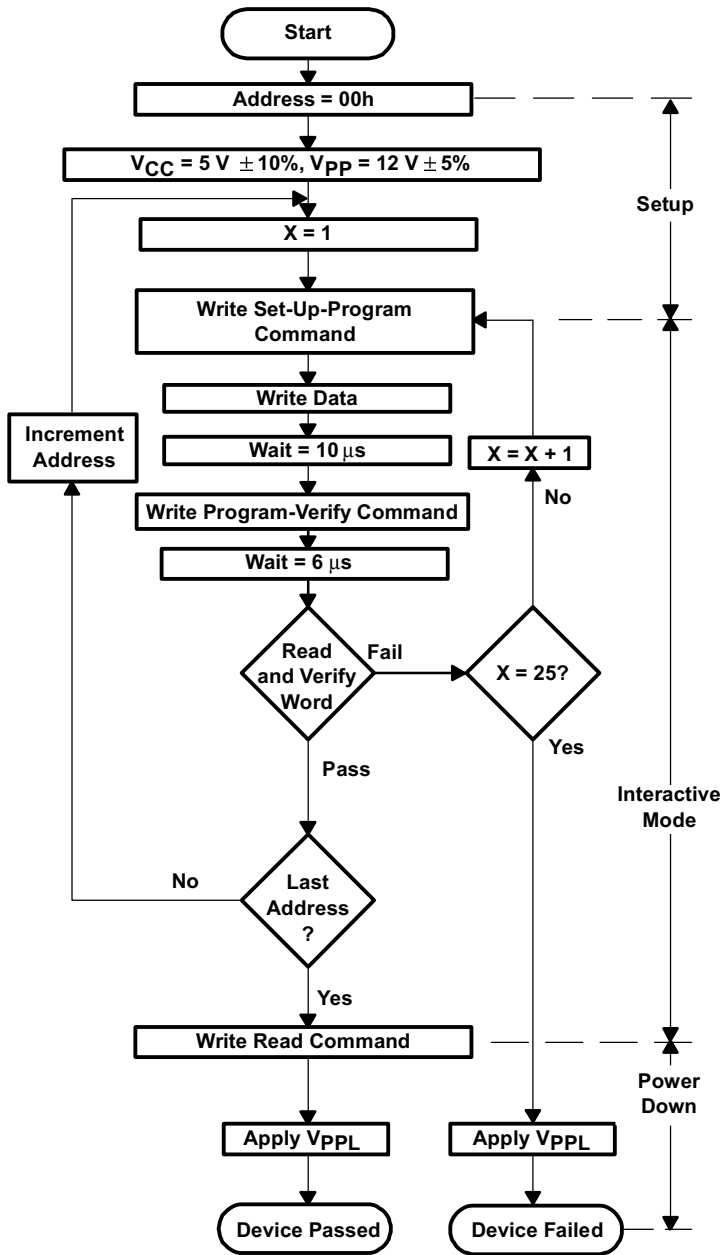 Start
Address = 00h
VCC = 5 V ± 10%, VPP = 12 V ± 5%
Setup
X = 1
Write Set-Up-Program
Command
Write Data
Increment
Address
Wait = 10 μs
X = X + 1
No
Write Program-Verify Command
Wait = 6 μs
Read
and Verify
Word
Fail
X = 25?
Yes
Pass
Interactive
Mode
No
Last
Address
?
Yes
Write Read Command
Power
Down
Apply VPPL
Apply VPPL
Device Passed
Device Failed